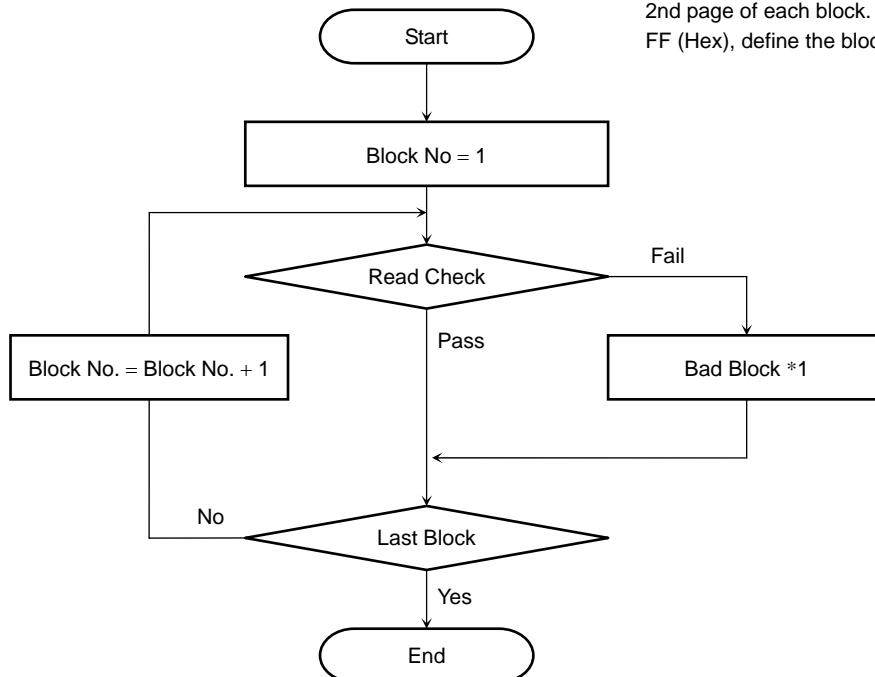 2nd page of each block.
FF (Hex), define the bloc
Start
Block No = 1
Read Check
Fail
Pass
Block No. = Block No. + 1
Bad Block *1
No
Last Block
Yes
End